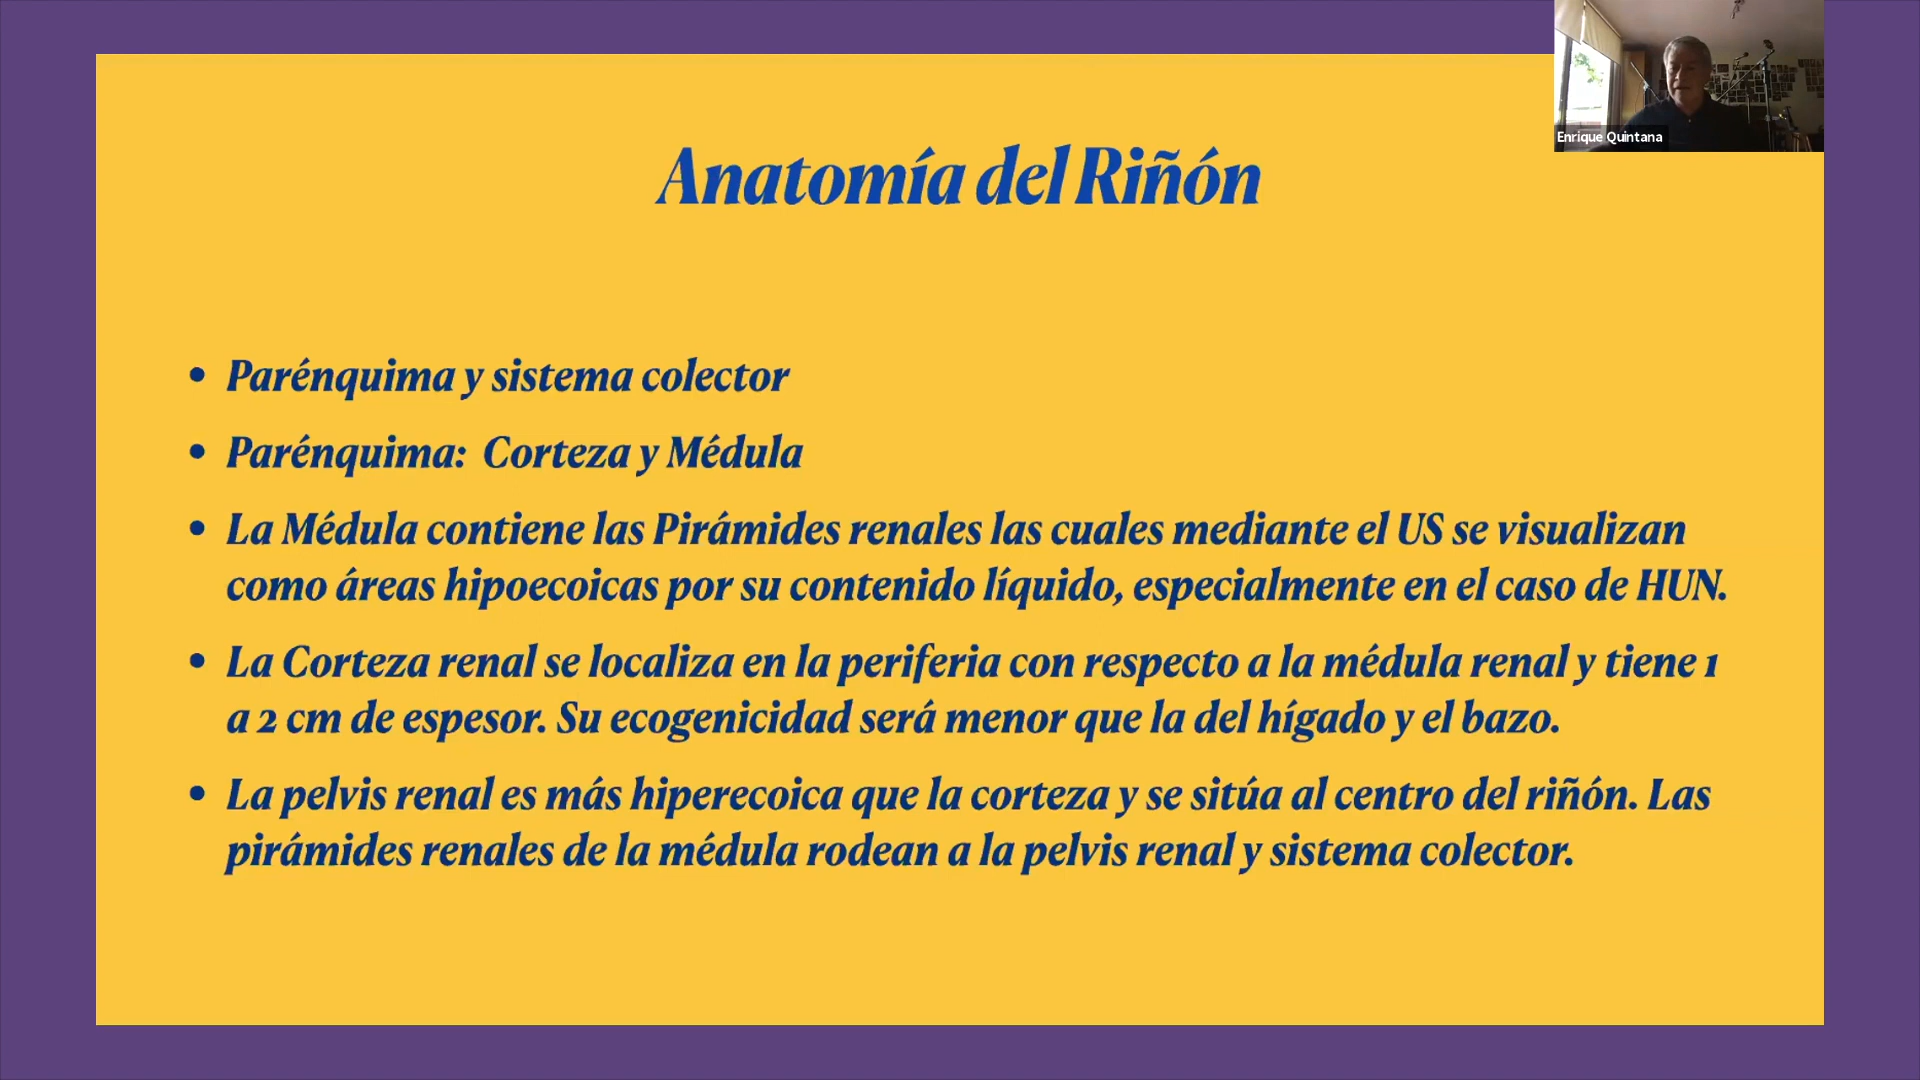 Enrique Quintana
Anatomía del Riñón
• Parénquima y sistema colector
• Parénquima: Corteza y Médula
• La Médula contiene las Pirámides renales las cuales mediante el US se visualizan
como áreas hipoecoicas por su contenido líquido, especialmente en el caso de HUN.
• La Corteza renal se localiza en la periferia con respecto a la médula renal y tiene 1
a 2 cm de espesor. Su ecogenicidad será menor que la del hígado y el bazo.
• La pelvis renal es más hiperecoica que la corteza y se sitúa al centro del riñón. Las
pirámides renales de la médula rodean a la pelvis renal y sistema colector.